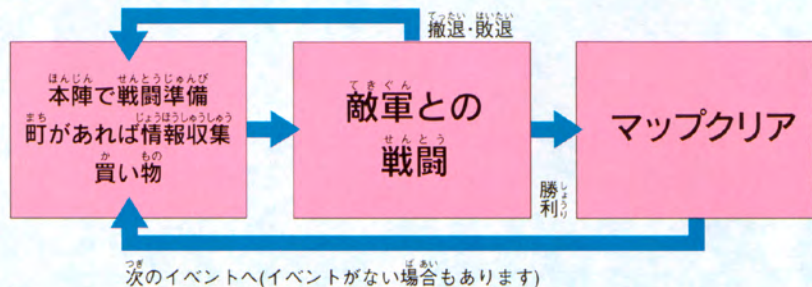 撤退・敗退
本陣で戦闘準備
町があれば情報収集
買い物
敵軍との
戦闘
勝利
マップクリア
次のイベントへ(イベントがない場合もあります)